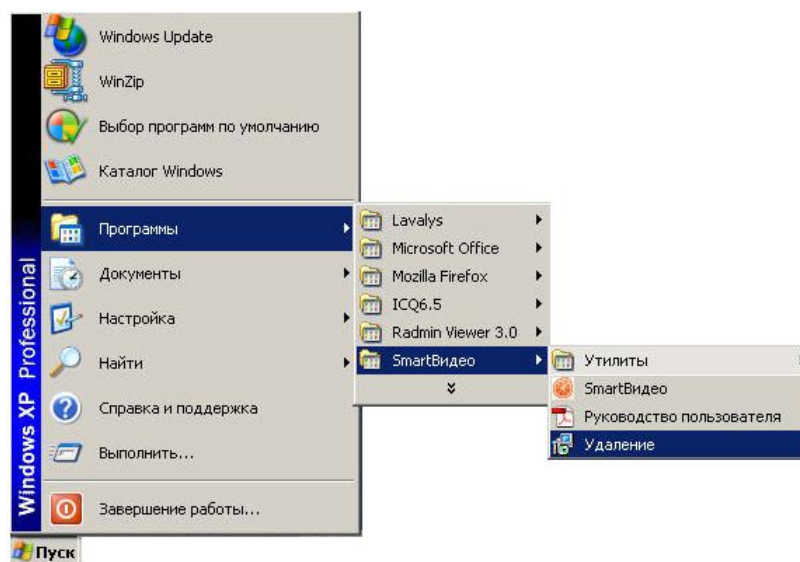 Windows Update
WinZip
Выбор программ по умолчанию
Каталог Windows
Программы
Документы
Настройка
Найти
Справка и поддержка
Выполнить...
Завершение работы...
Windows XP Professional
Пуск
Lavalys
Microsoft Office
Mozilla Firefox
ICQ6.5
Radmin Viewer 3.0
SmartВидео
Утилиты
SmartВидео
Руководство пользователя
Удаление